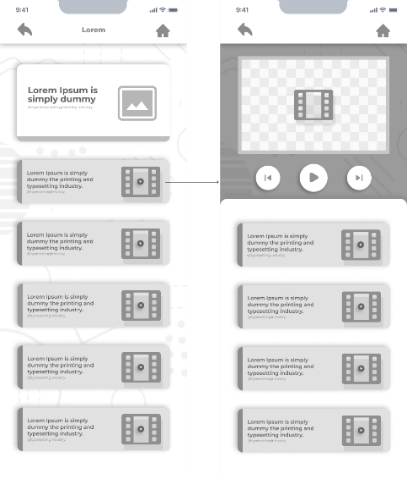 9:41
Lorem
Lorem Ipsum is
simply dummy
Lorem Ipsum is simply
dummy the printing and
typesetting industry.
Lorem Ipsum is simply
dummy the printing and
typesetting industry.
Lorem Ipsum is simply
dummy the printing and
typesetting industry.
Lorem Ipsum is simply
dummy the printing and
typesetting industry.
Lorem Ipsum is simply
dummy the printing and
typesetting industry.
9:41
Lorem Ipsum is simply
dummy the printing and
typesetting industry.
Lorem Ipsum is simply
dummy the printing and
typesetting industry.
Lorem Ipsum is simply
dummy the printing and
typesetting industry.
Lorem Ipsum is simply
dummy the printing and
typesetting industry.